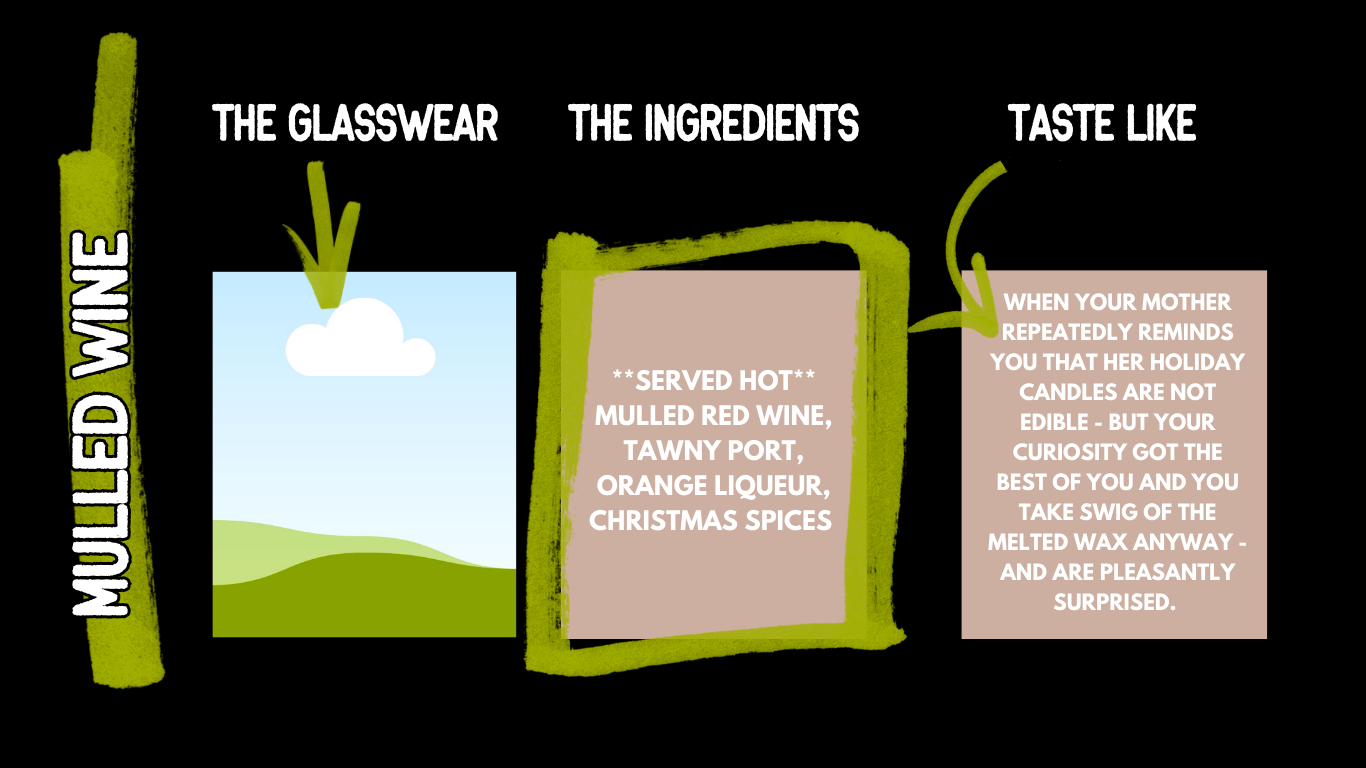 MULLED WINE
THE GLASSWEAR
THE INGREDIENTS
**SERVED HOT**
MULLED RED WINE,
TAWNY PORT,
ORANGE LIQUEUR,
CHRISTMAS SPICES
TASTE LIKE
WHEN YOUR MOTHER
REPEATEDLY REMINDS
YOU THAT HER HOLIDAY
CANDLES ARE NOT
EDIBLE - BUT YOUR
CURIOSITY GOT THE
BEST OF YOU AND YOU
TAKE SWIG OF THE
MELTED WAX ANYWAY -
AND ARE PLEASANTLY
SURPRISED.